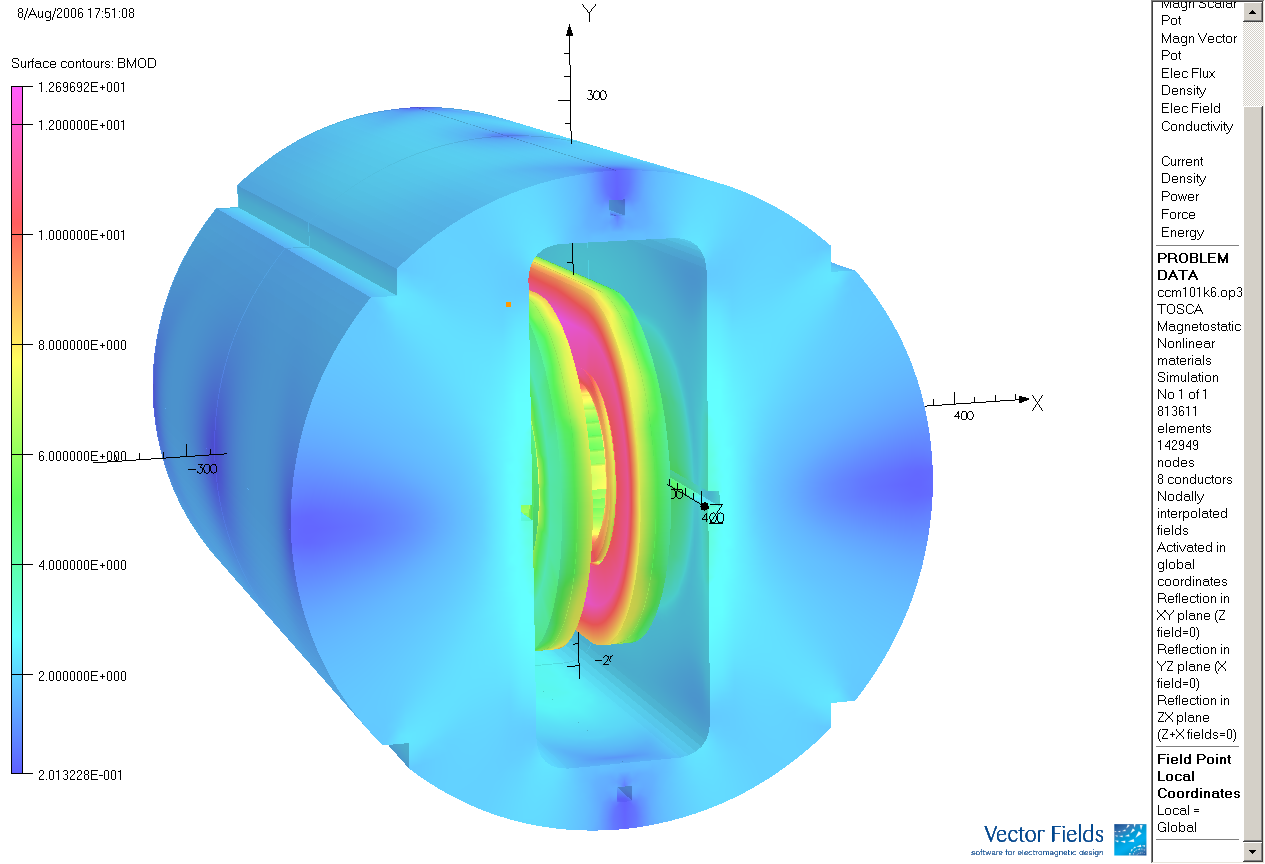 8/Aug/2006 17:51:08
Surface contours: BMOD
1.269692E+001
1.200000E+001
1.000000E+001
8.000000E+000
6.000000E+000
4.000000E+000
2.000000E+000
2.013228E-001
Y
300
X
400
-300
Z
Magn Scalar
Pot
Magn Vector
Pot
Elec Flux
Density
Elec Field
Conductivity
Current
Density
Power
Force
Energy
PROBLEM
DATA
ccm101k6.op3
TOSCA
Magnetostatic
Nonlinear
materials
Simulation
No 1 of 1
813611
elements
142949
nodes
8 conductors
Nodally
interpolated
fields
Activated in
global
coordinates
Reflection in
XY plane (Z
field=0)
Reflection in
YZ plane (X
field=0)
Reflection in
ZX plane
(Z+X fields=0)
Field Point
Local
Coordinates
Local =
Global
Vector Fields
software for electromagnetic design